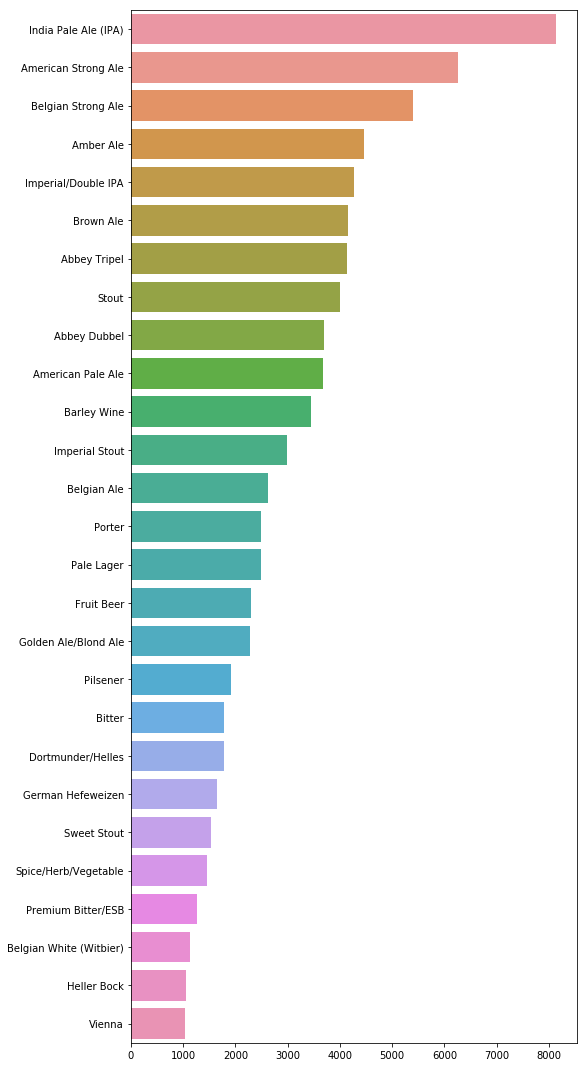 India Pale Ale (IPA)
American Strong Ale
Belgian Strong Ale
Amber Ale
Imperial/Double IPA
Brown Ale
Abbey Tripel
Stout
Abbey Dubbel
American Pale Ale
Barley Wine
Imperial Stout
Belgian Ale
Porter
Pale Lager
Fruit Beer
Golden Ale/Blond Ale
Pilsener
Bitter
Dortmunder/Helles
German Hefeweizen
Sweet Stout
Spice/Herb/Vegetable
Premium Bitter/ESB
Belgian White (Witbier)
Heller Bock
Vienna
0 1000 2000 3000 4000 5000 6000 7000 8000